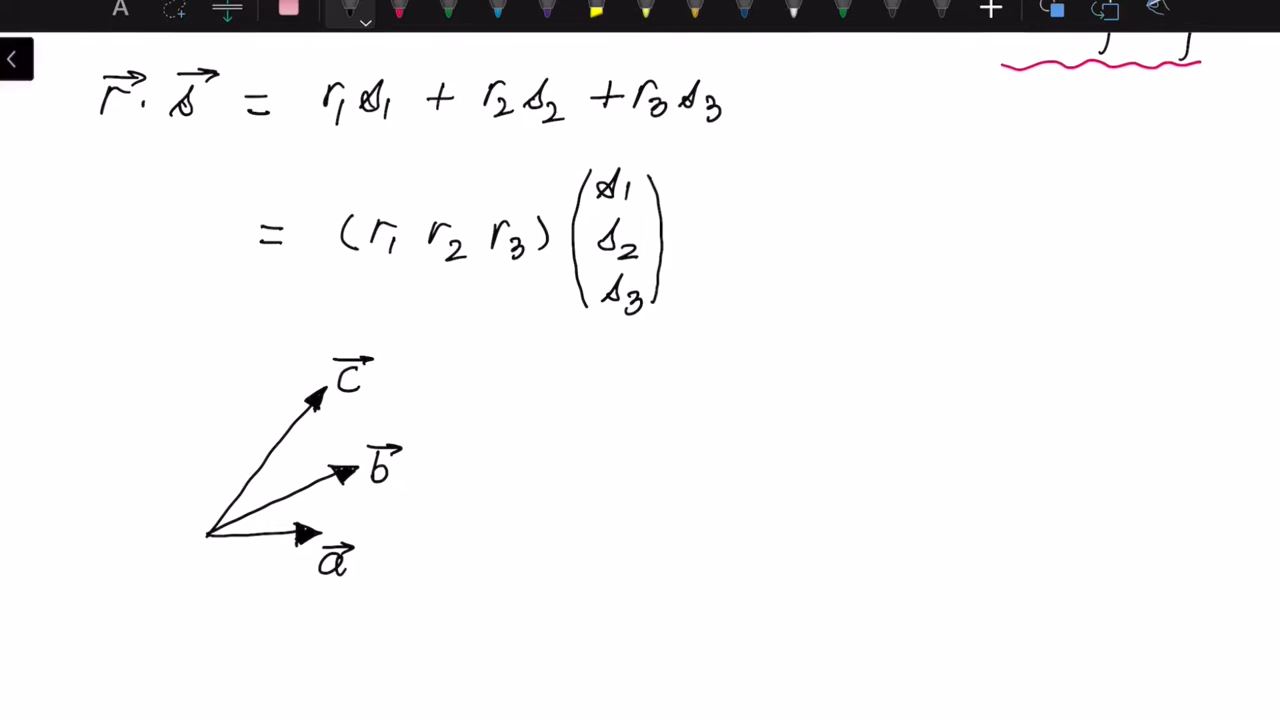 A
r⃗ · s⃗ = r₁s₁ + r₂s₂ + r₃s₃
= (r₁ r₂ r₃) (s₁ s₂ s₃)
c⃗
b⃗
a⃗